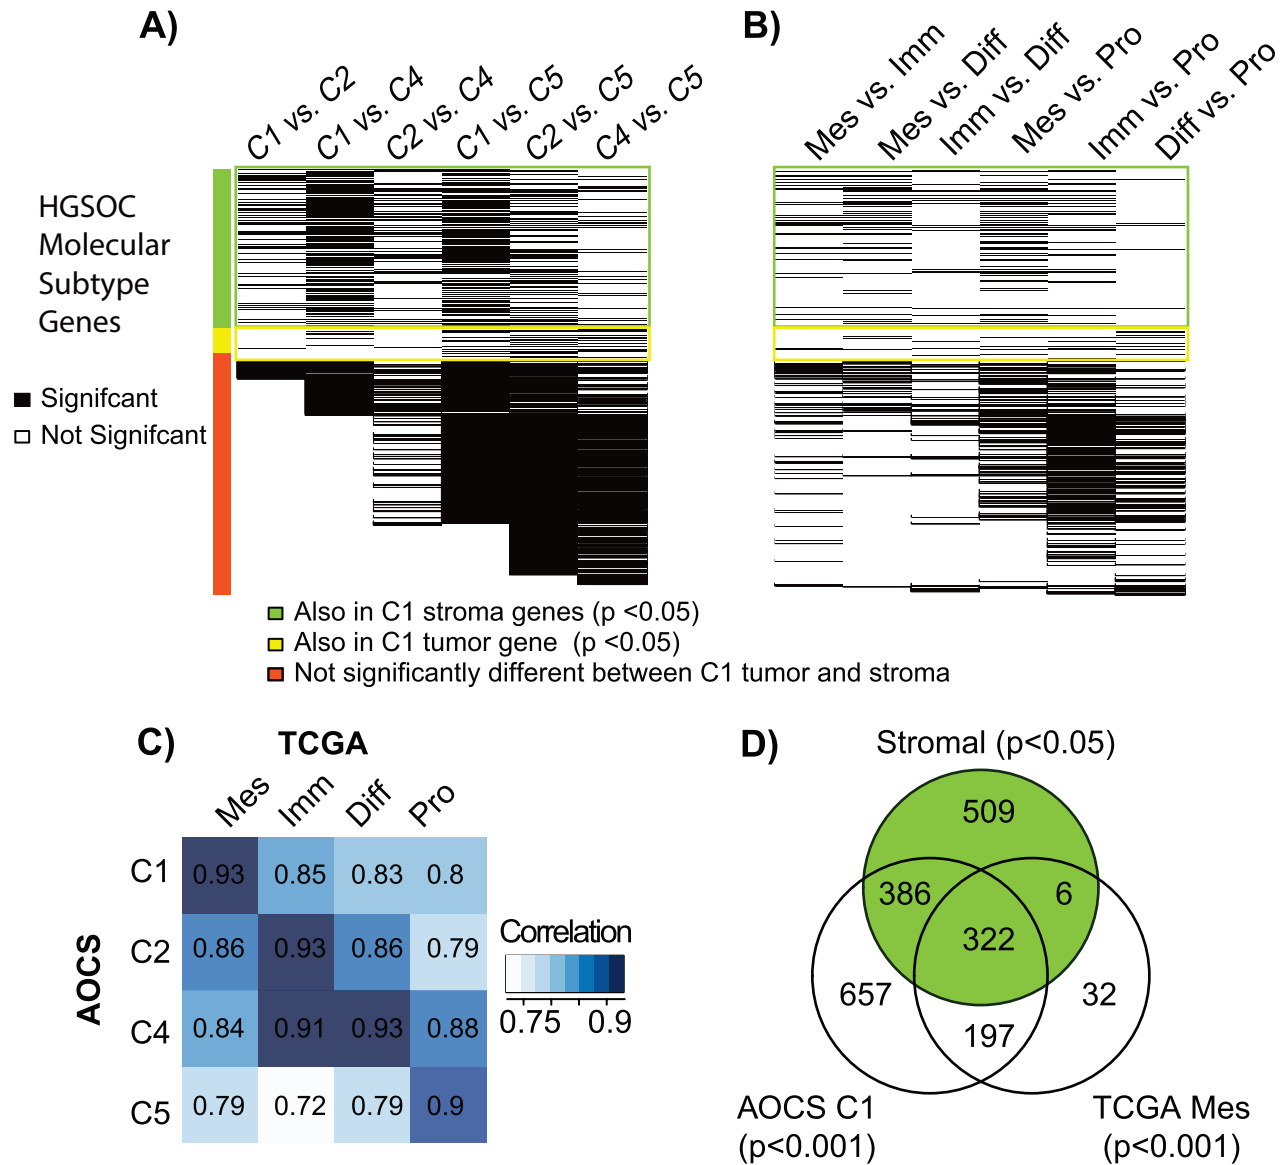 A)
B)
C1 vs. C2
C1 vs. C4
C2 vs. C4
C1 vs. C5
C2 vs. C5
C4 vs. C5
Mes vs. Imm
Mes vs. Diff
Imm vs. Diff
Mes vs. Pro
Imm vs. Pro
Diff vs. Pro
HGSOC
Molecular
Subtype
Genes
Signifcant
Not Signifcant
Also in C1 stroma genes (p <0.05)
Also in C1 tumor gene (p <0.05)
Not significantly different between C1 tumor and stroma
C)
TCGA
Mes
Imm
Diff
Pro
AOCS
C1
0.93
0.85
0.83
0.8
C2
0.86
0.93
0.86
0.79
C4
0.84
0.91
0.93
0.88
C5
0.79
0.72
0.79
0.9
Correlation
0.75
0.9
D)
Stromal (p<0.05)
509
386
6
322
657
32
197
AOCS C1
(p<0.001)
TCGA Mes
(p<0.001)